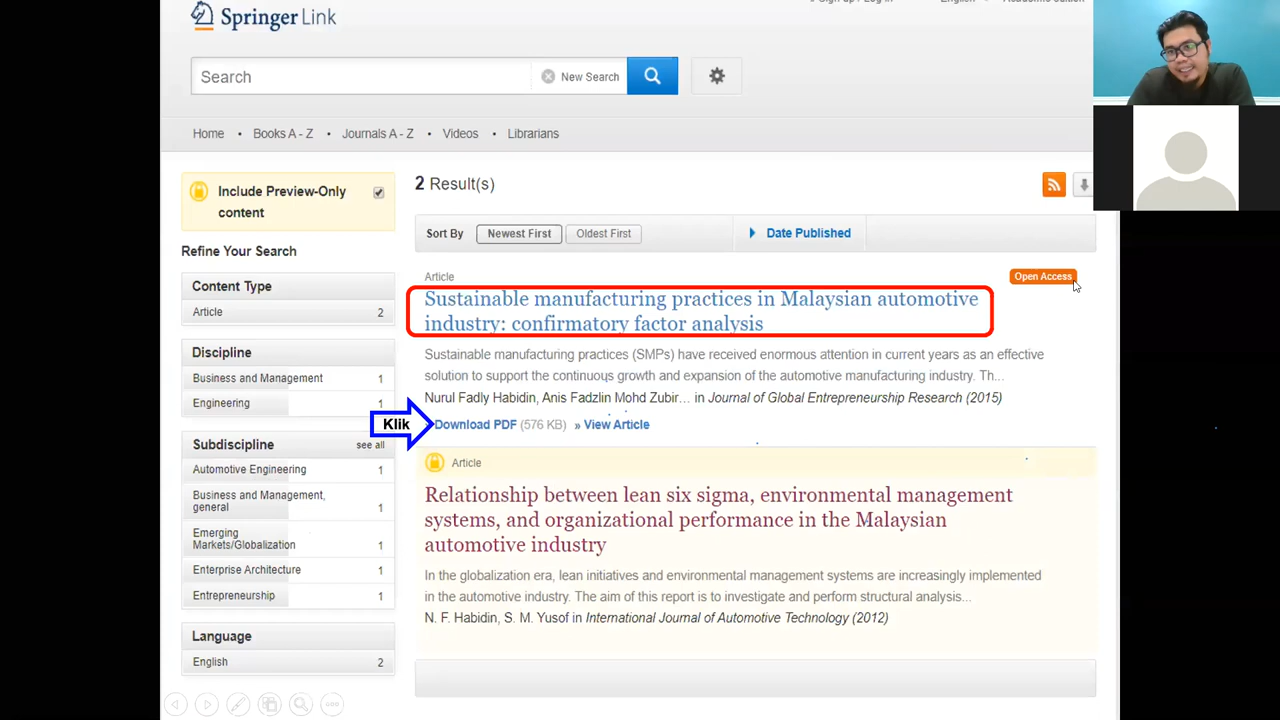 Springer Link
Sign up / Log in English Academic edition
Search
New Search
Home • Books A - Z • Journals A - Z • Videos • Librarians
Include Preview-Only
content
Refine Your Search
Content Type
Article 2
Discipline
Business and Management 1
Engineering 1
Subdiscipline see all
Automotive Engineering 1
Business and Management,
general 1
Emerging
Markets/Globalization 1
Enterprise Architecture 1
Entrepreneurship 1
Language
English 2
2 Result(s)
Sort By Newest First Oldest First Date Published
Article
Open Access
Sustainable manufacturing practices in Malaysian automotive
industry: confirmatory factor analysis
Sustainable manufacturing practices (SMPs) have received enormous attention in current years as an effective
solution to support the continuous growth and expansion of the automotive manufacturing industry. Th...
Nurul Fadly Habidin, Anis Fadzlin Mohd Zubir... in Journal of Global Entrepreneurship Research (2015)
Klik
Download PDF (576 KB) » View Article
Article
Relationship between lean six sigma, environmental management
systems, and organizational performance in the Malaysian
automotive industry
In the globalization era, lean initiatives and environmental management systems are increasingly implemented
in the automotive industry. The aim of this report is to investigate and perform structural analysis...
N. F. Habidin, S. M. Yusof in International Journal of Automotive Technology (2012)